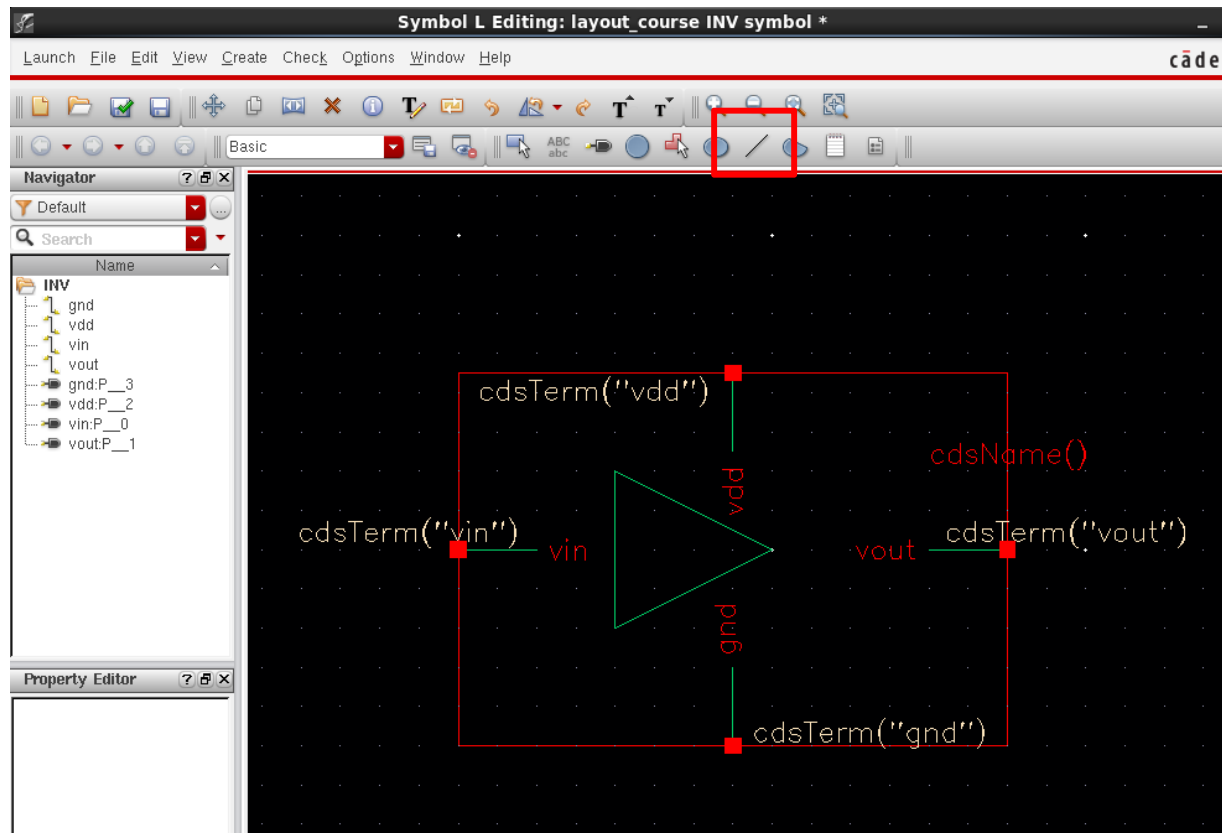 Symbol L Editing: layout_course INV symbol *
Launch File Edit View Create Check Options Window Help
cāde
T T T
Basic
ABC
abc
Navigator
Default
Search
Name
INV
gnd
vdd
vin
vout
gnd:P__3
vdd:P__2
vin:P__0
vout:P__1
Property Editor
cdsTerm("vdd")
cdsName()
vdd
cdsTerm("vin")
cdsTerm("vout")
vin
vout
gnd
cdsTerm("gnd")